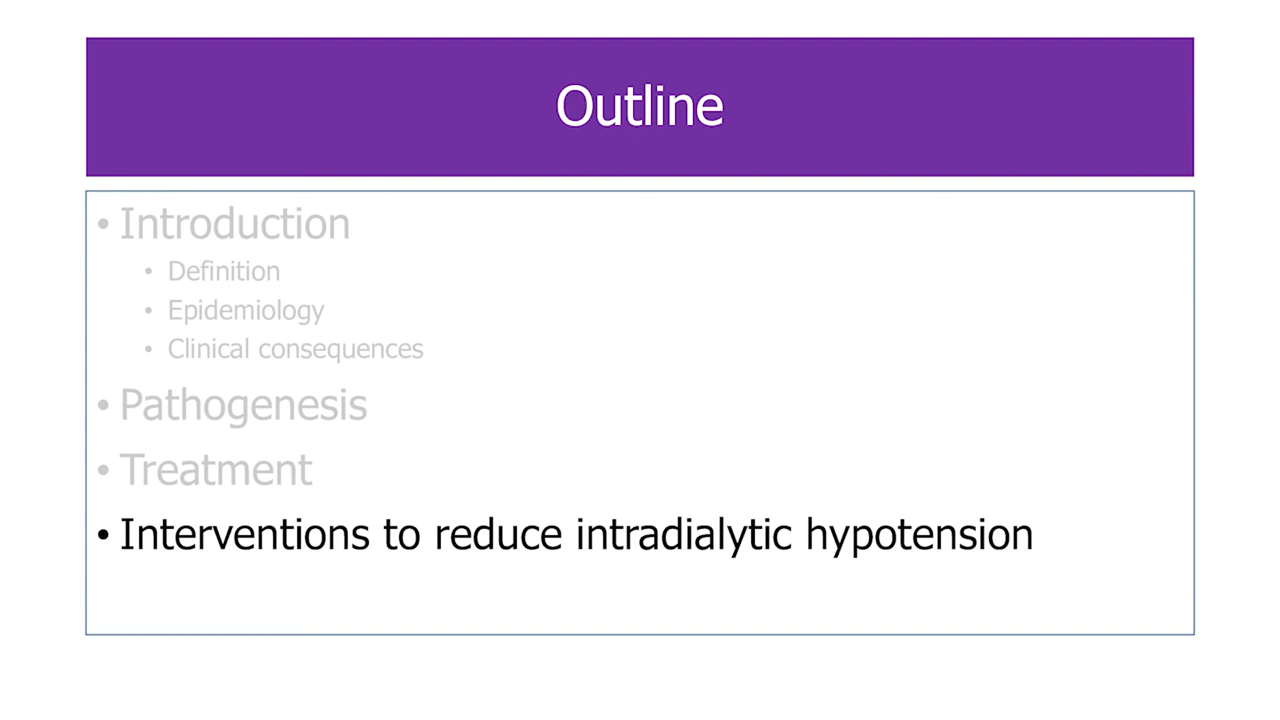 Outline
• Introduction
• Definition
• Epidemiology
• Clinical consequences
• Pathogenesis
• Treatment
• Interventions to reduce intradialytic hypotension